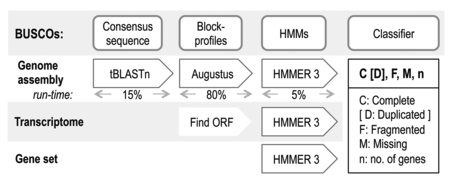 BUSCOs:
Consensus sequence
Block-profiles
HMMs
Classifier
Genome assembly
tBLASTn
Augustus
HMMER 3
C [D], F, M, n
run-time:
15%
80%
5%
C: Complete
[ D: Duplicated ]
F: Fragmented
M: Missing
n: no. of genes
Transcriptome
Find ORF
HMMER 3
Gene set
HMMER 3